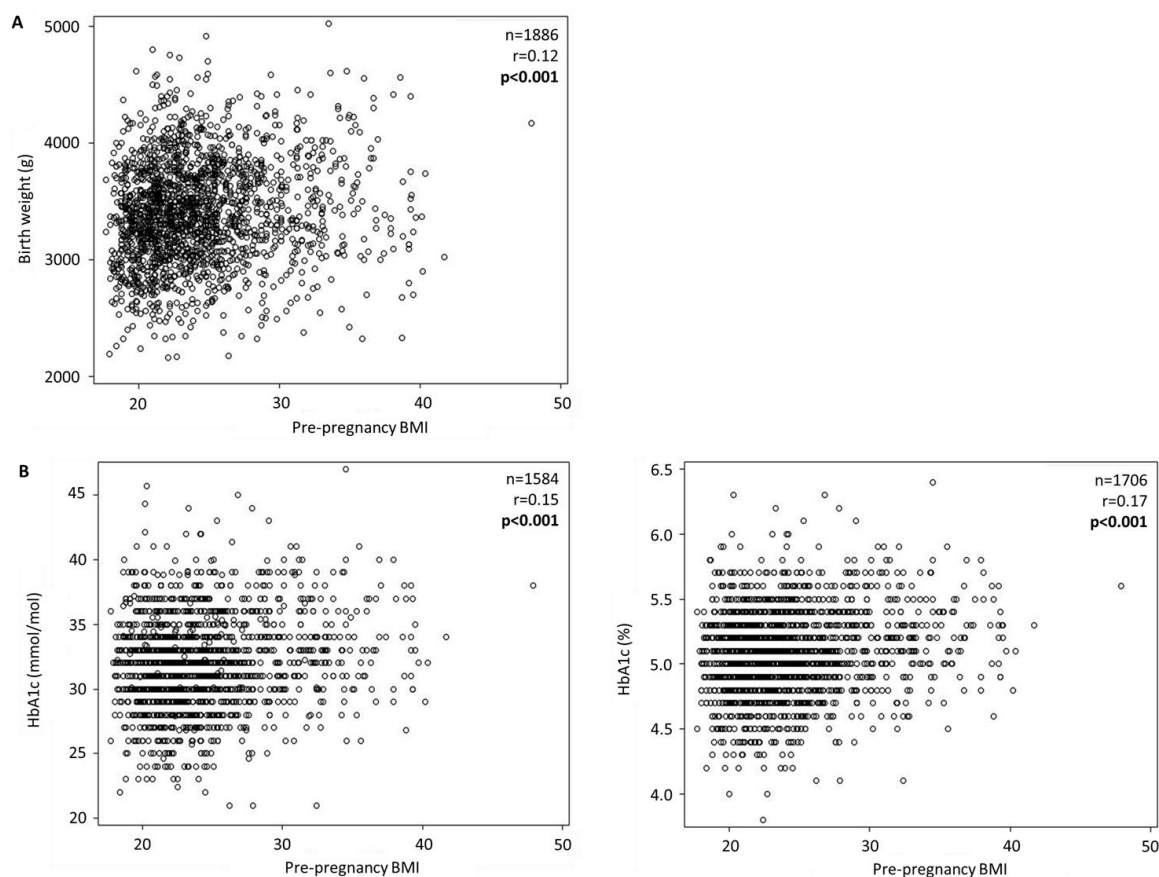 A
5000
4000
3000
2000
Birth weight (g)
n=1886
r=0.12
p<0.001
20 30 40 50
Pre-pregnancy BMI
B
45
40
35
30
25
20
HbA1c (mmol/mol)
n=1584
r=0.15
p<0.001
20 30 40 50
Pre-pregnancy BMI
6.5
6.0
5.5
5.0
4.5
4.0
HbA1c (%)
n=1706
r=0.17
p<0.001
20 30 40 50
Pre-pregnancy BMI